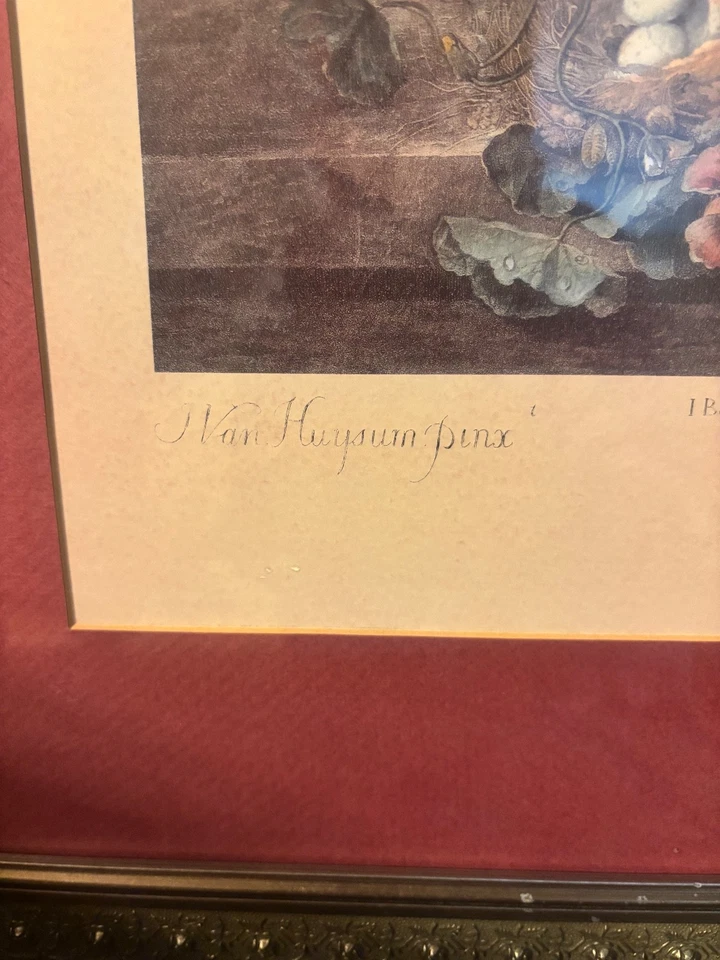 J Van Huysum pinx t
I B.